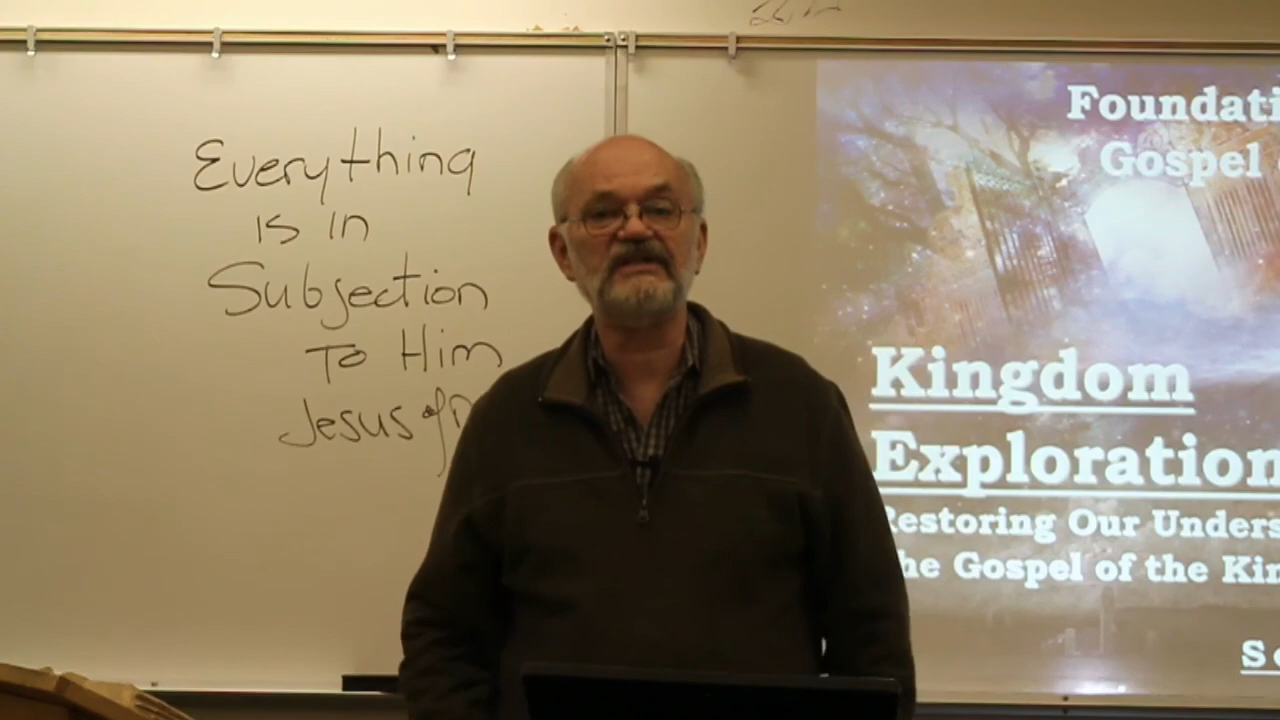 Everything
is in
Subjection
To Him
Jesus of
Foundati
Gospel
Kingdom
Exploration
Restoring Our Unders
the Gospel of the Kin
S